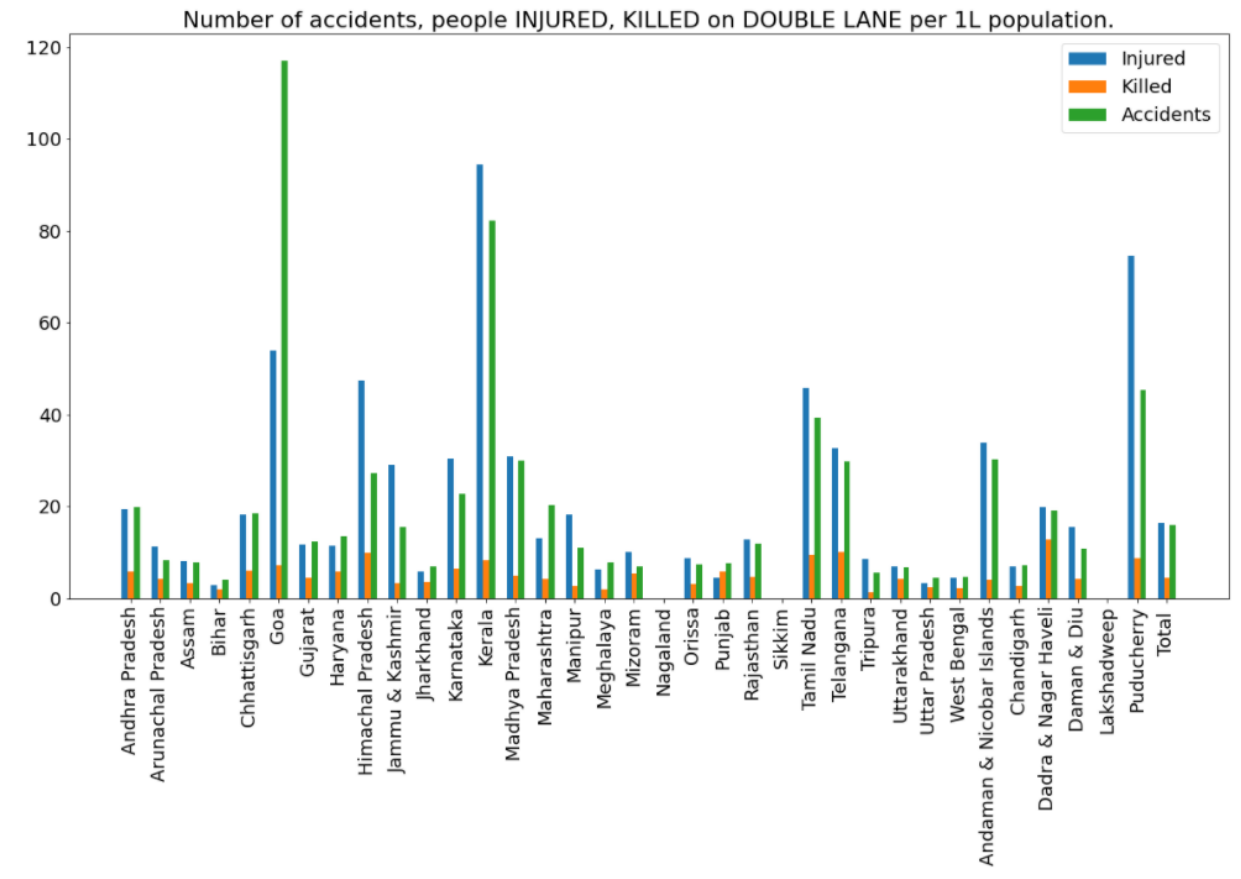 Number of accidents, people INJURED, KILLED on DOUBLE LANE per 1L population.
Injured
Killed
Accidents
120
100
80
60
40
20
0
Andhra Pradesh
Arunachal Pradesh
Assam
Bihar
Chhattisgarh
Goa
Gujarat
Haryana
Himachal Pradesh
Jammu & Kashmir
Jharkhand
Karnataka
Kerala
Madhya Pradesh
Maharashtra
Manipur
Meghalaya
Mizoram
Nagaland
Orissa
Punjab
Rajasthan
Sikkim
Tamil Nadu
Telangana
Tripura
Uttarakhand
Uttar Pradesh
West Bengal
Andaman & Nicobar Islands
Chandigarh
Dadra & Nagar Haveli
Daman & Diu
Lakshadweep
Puducherry
Total